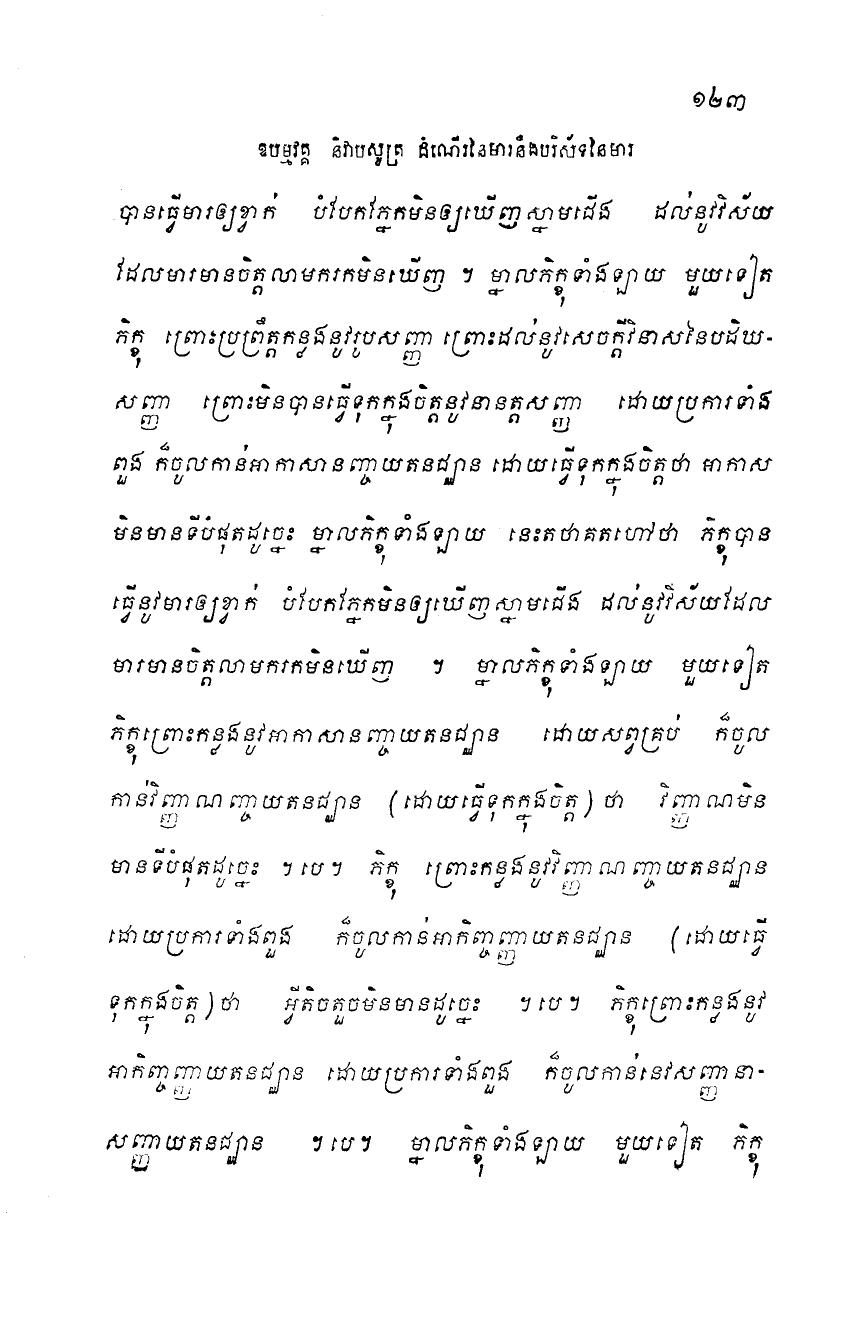 ១២៣
ឧបម្មវគ្គ និវាបសូត្រ ដំណើរនៃមារនឹងបរិស័ទនៃមារ
បានធ្វើមារឲ្យខ្វាក់ បំបែកភ្នែកមិនឲ្យឃើញស្នាមជើង ដល់នូវវិស័យ
ដែលមារមានចិត្តលាមករកមិនឃើញ ។ ម្នាលភិក្ខុទាំងឡាយ មួយទៀត
ភិក្ខុ ព្រោះប្រព្រឹត្តកន្លងនូវរូបសញ្ញា ព្រោះដល់នូវសេចក្តីវិនាសនៃបដិឃ-
សញ្ញា ព្រោះមិនបានធ្វើទុកក្នុងចិត្តនូវនានត្តសញ្ញា ដោយប្រការទាំង
ពួង ក៏ចូលកាន់អាកាសានញ្ចាយតនជ្ឈាន ដោយធ្វើទុកក្នុងចិត្តថា អាកាស
មិនមានទីបំផុតដូច្នេះ ម្នាលភិក្ខុទាំងឡាយ នេះតថាគតហៅថា ភិក្ខុបាន
ធ្វើនូវមារឲ្យខ្វាក់ បំបែកភ្នែកមិនឲ្យឃើញស្នាមជើង ដល់នូវវិស័យដែល
មារមានចិត្តលាមករកមិនឃើញ ។ ម្នាលភិក្ខុទាំងឡាយ មួយទៀត
ភិក្ខុព្រោះកន្លងនូវអាកាសានញ្ចាយតនជ្ឈាន ដោយសព្វគ្រប់ ក៏ចូល
កាន់វិញ្ញាណញ្ចាយតនជ្ឈាន (ដោយធ្វើទុកក្នុងចិត្ត) ថា វិញ្ញាណមិន
មានទីបំផុតដូច្នេះ ។បេ។ ភិក្ខុ ព្រោះកន្លងនូវវិញ្ញាណញ្ចាយតនជ្ឈាន
ដោយប្រការទាំងពួង ក៏ចូលកាន់អាកិញ្ចញ្ញាយតនជ្ឈាន (ដោយធ្វើ
ទុកក្នុងចិត្ត) ថា អ្វីតិចតួចមិនមានដូច្នេះ ។បេ។ ភិក្ខុព្រោះកន្លងនូវ
អាកិញ្ចញ្ញាយតនជ្ឈាន ដោយប្រការទាំងពួង ក៏ចូលកាន់នេវសញ្ញានា-
សញ្ញាយតនជ្ឈាន ។បេ។ ម្នាលភិក្ខុទាំងឡាយ មួយទៀត ភិក្ខុ